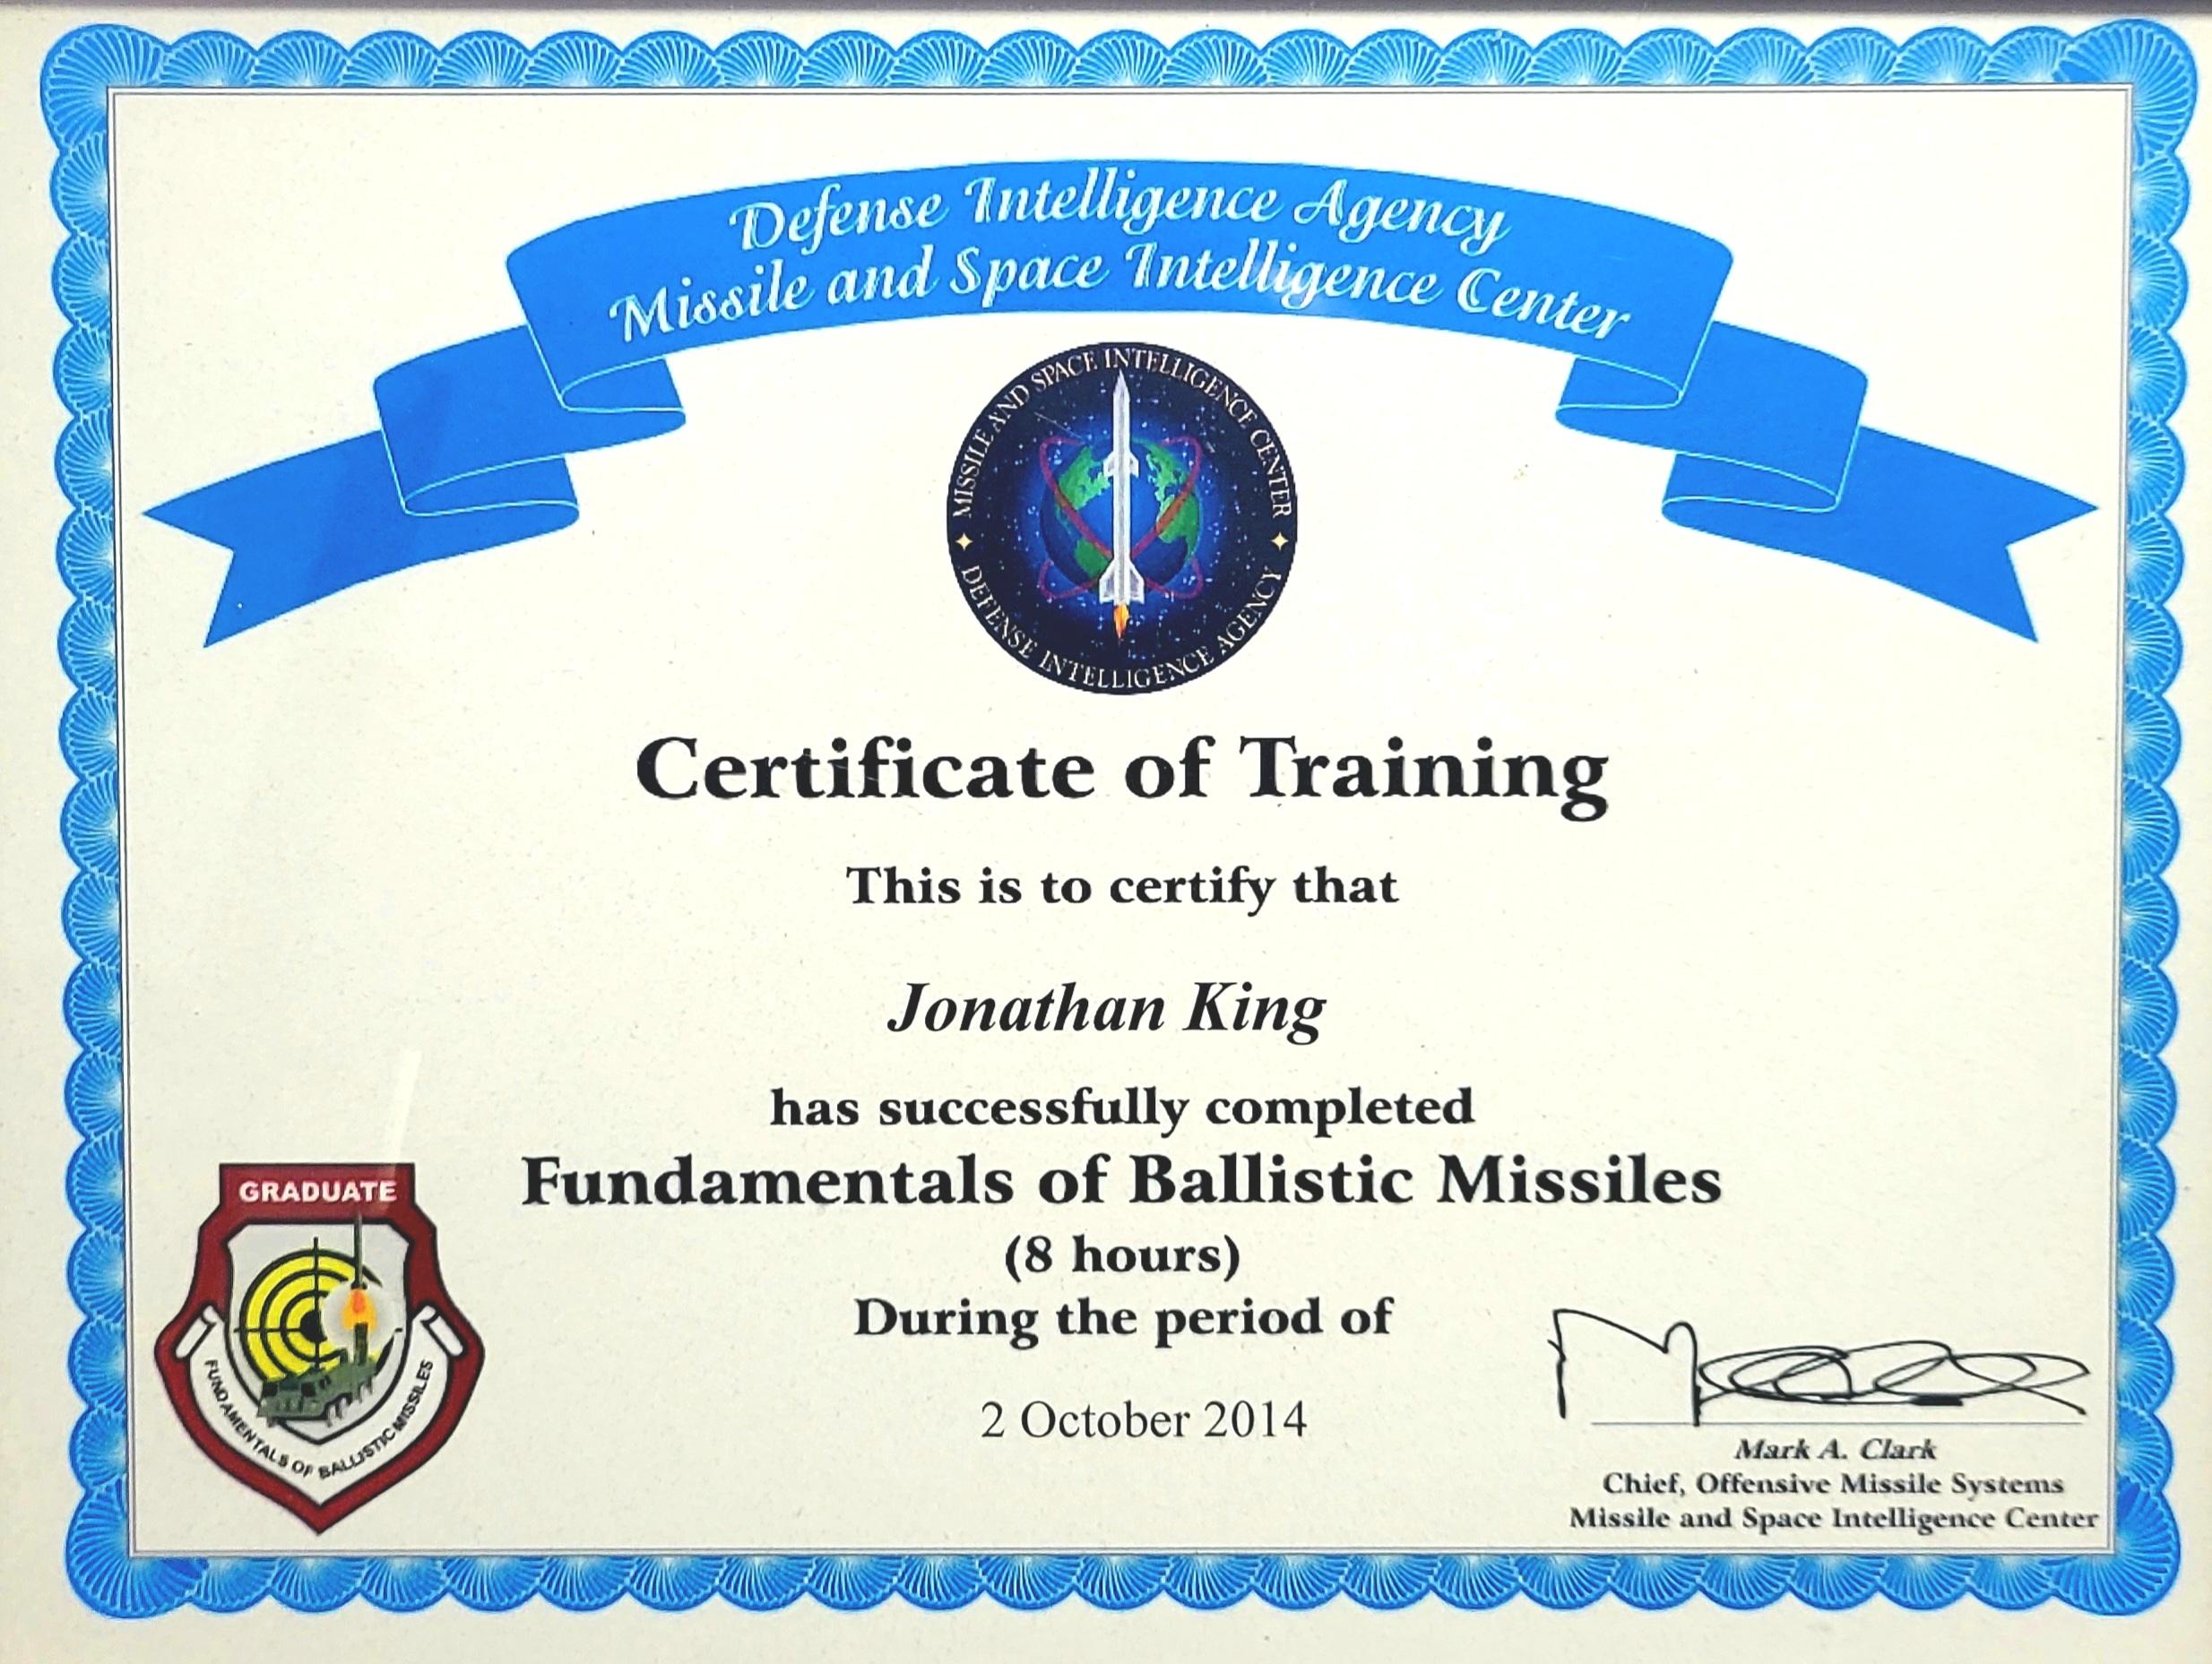 Defense Intelligence Agency
Missile and Space Intelligence Center
MISSILE AND SPACE INTELLIGENCE CENTER
DEFENSE INTELLIGENCE AGENCY
Certificate of Training
This is to certify that
Jonathan King
has successfully completed
Fundamentals of Ballistic Missiles
(8 hours)
During the period of
2 October 2014
GRADUATE
FUNDAMENTALS OF BALLISTIC MISSILES
Mark A. Clark
Chief, Offensive Missile Systems
Missile and Space Intelligence Center